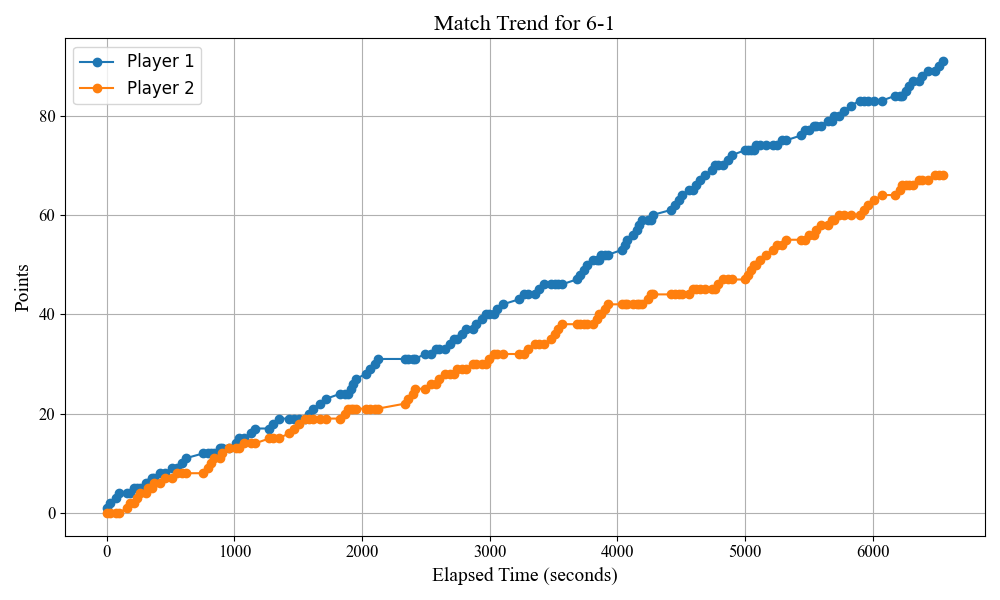 Match Trend for 6-1
Player 1
Player 2
Points
80
60
40
20
0
0 1000 2000 3000 4000 5000 6000
Elapsed Time (seconds)